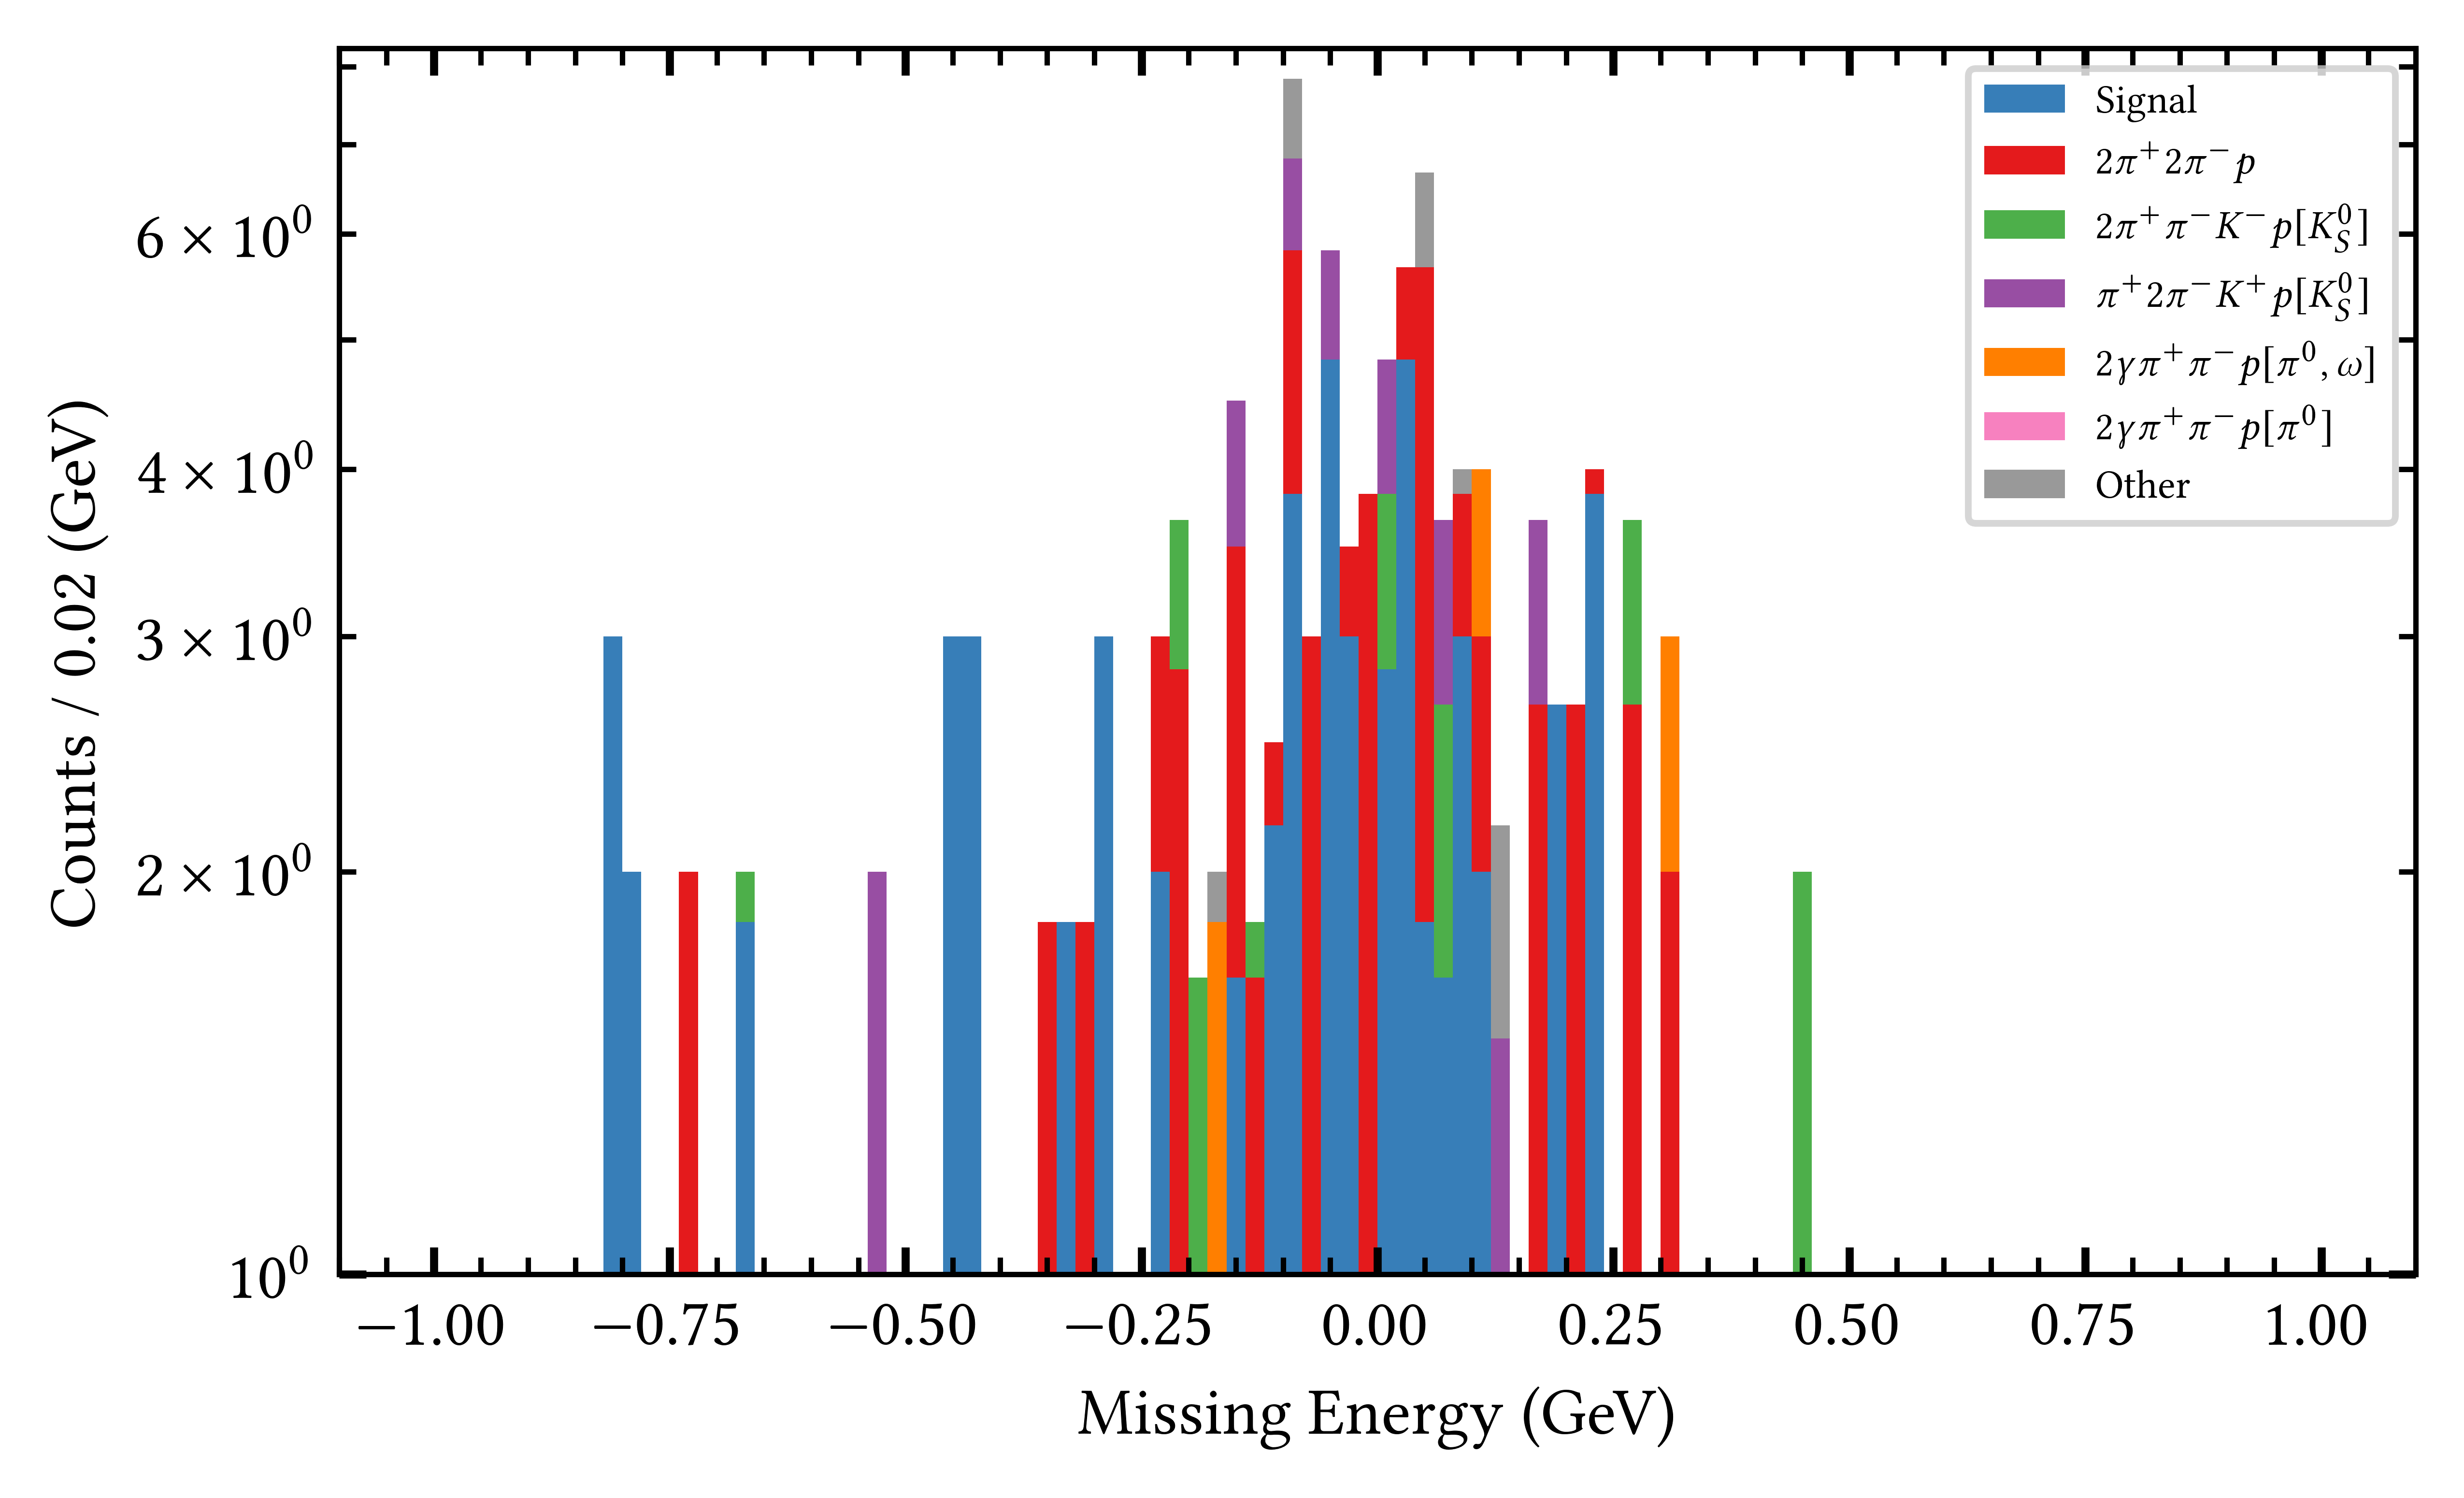 Counts / 0.02 (GeV)
6 × 10⁰
4 × 10⁰
3 × 10⁰
2 × 10⁰
10⁰
−1.00 −0.75 −0.50 −0.25 0.00 0.25 0.50 0.75 1.00
Missing Energy (GeV)
Signal
2π⁺2π⁻p
2π⁺π⁻K⁻p[K⁰_S]
π⁺2π⁻K⁺p[K⁰_S]
2γπ⁺π⁻p[π⁰, ω]
2γπ⁺π⁻p[π⁰]
Other